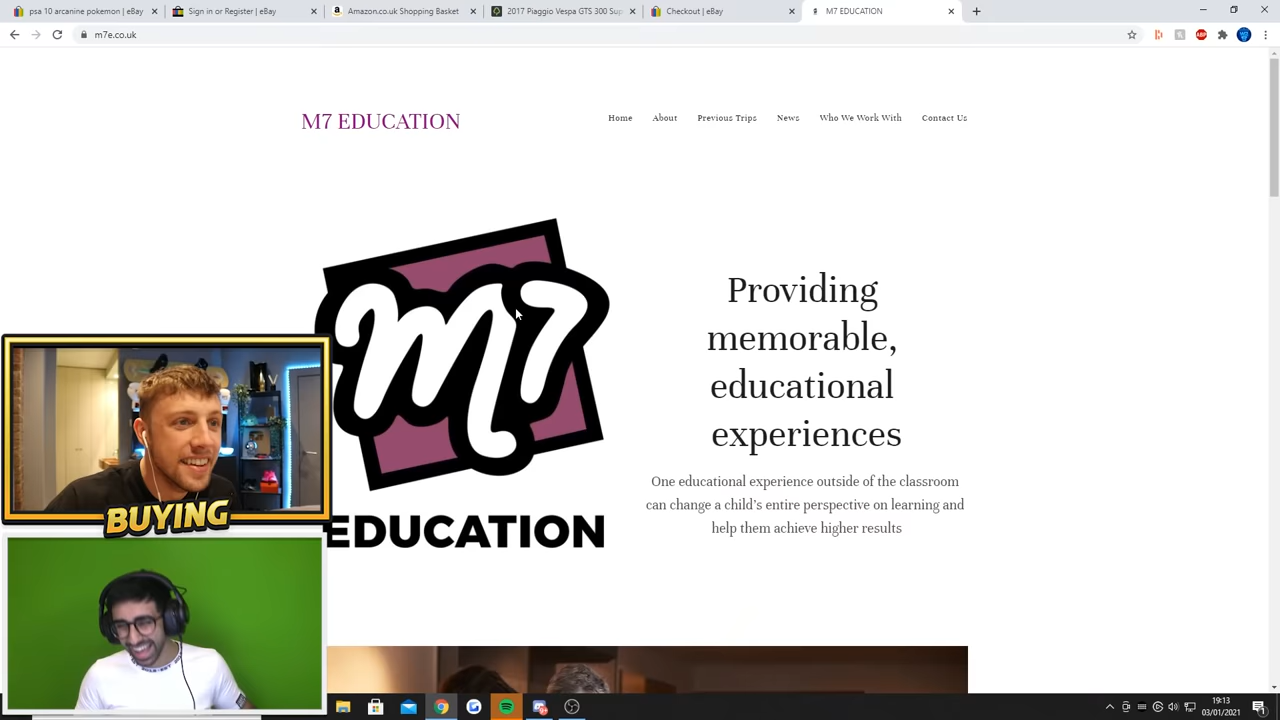 psa 10 arcanine pokemon | eBay
Sign in or Register | eBay
Amazon.co.uk Shopping Basket
2017 Piaggio Vespa GTS 300 Sup
Checkout | eBay
M7 EDUCATION
m7e.co.uk
ABP
M7 EDUCATION
Home
About
Previous Trips
News
Who We Work With
Contact Us
M7
EDUCATION
Providing
memorable,
educational
experiences
One educational experience outside of the classroom
can change a child's entire perspective on learning and
help them achieve higher results
BUYING
19:13
03/01/2021